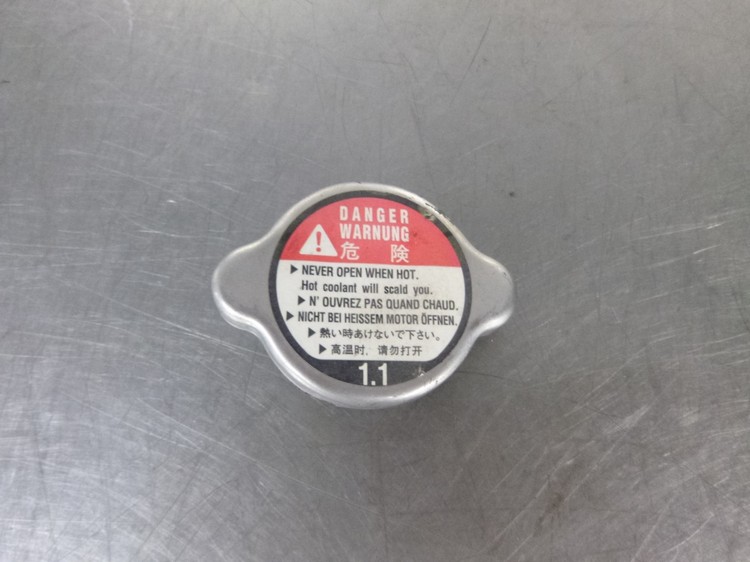 DANGER
WARNUNG
危 険
▶ NEVER OPEN WHEN HOT.
Hot coolant will scald you.
▶ N' OUVREZ PAS QUAND CHAUD.
▶ NICHT BEI HEISSEM MOTOR ÖFFNEN.
▶ 熱い時あけないで下さい。
▶ 高温时，请勿打开
1.1